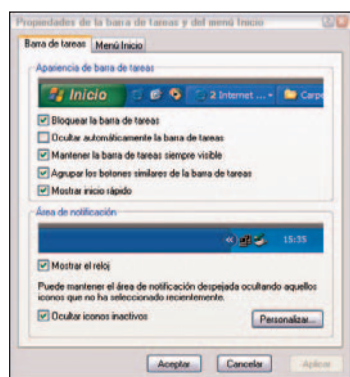 Propiedades de la barra de tareas y del menú Inicio
Barra de tareas
Menú Inicio
Apariencia de barra de tareas
Inicio
2 Internet ...
Carpe
Bloquear la barra de tareas
Ocultar automáticamente la barra de tareas
Mantener la barra de tareas siempre visible
Agrupar los botones similares de la barra de tareas
Mostrar inicio rápido
Área de notificación
15:35
Mostrar el reloj
Puede mantener el área de notificación despejada ocultando aquellos
iconos que no ha seleccionado recientemente.
Ocultar iconos inactivos
Personalizar...
Aceptar
Cancelar
Aplicar